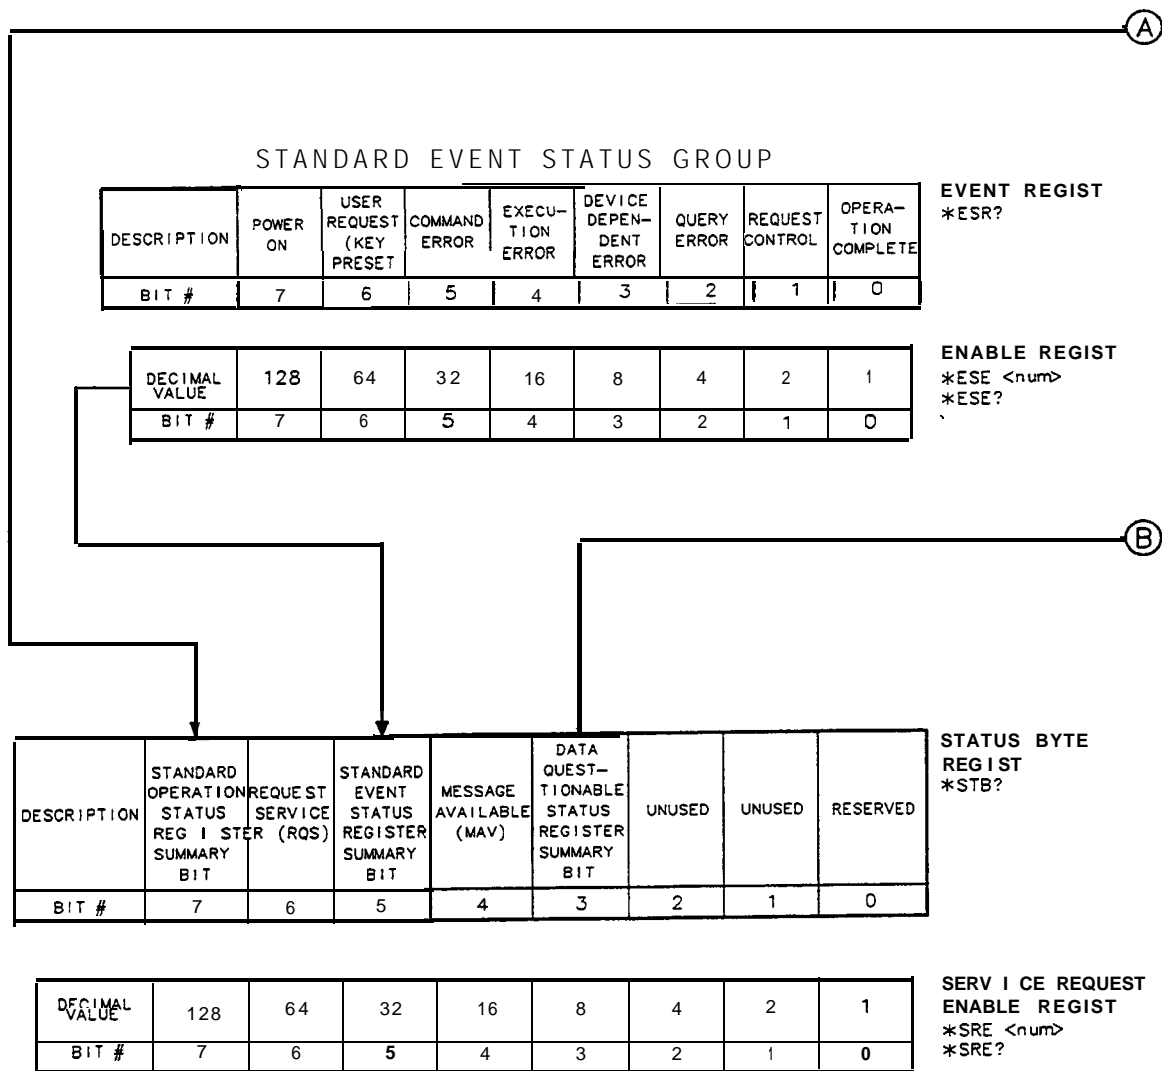 A
STANDARD EVENT STATUS GROUP
DESCRIPTION
POWER
ON
USER
REQUEST
(KEY
PRESET
COMMAND
ERROR
EXECU-
TION
ERROR
DEVICE
DEPEN-
DENT
ERROR
QUERY
ERROR
REQUEST
CONTROL
OPERA-
TION
COMPLETE
EVENT REGIST
*ESR?
BIT # 7 6 5 4 3 2 1 0
DECIMAL
VALUE
128 64 32 16 8 4 2 1
BIT # 7 6 5 4 3 2 1 0
ENABLE REGIST
*ESE <num>
*ESE?
B
DESCRIPTION
STANDARD
OPERATION
STATUS
REG I STER
SUMMARY
BIT
REQUEST
SERVICE
(RQS)
STANDARD
EVENT
STATUS
REGISTER
SUMMARY
BIT
MESSAGE
AVAILABLE
(MAV)
DATA
QUEST-
TIONABLE
STATUS
REGISTER
SUMMARY
BIT
UNUSED
UNUSED
RESERVED
STATUS BYTE
REGIST
*STB?
BIT # 7 6 5 4 3 2 1 0
DECIMAL
VALUE
128 64 32 16 8 4 2 1
BIT # 7 6 5 4 3 2 1 0
SERV I CE REQUEST
ENABLE REGIST
*SRE <num>
*SRE?